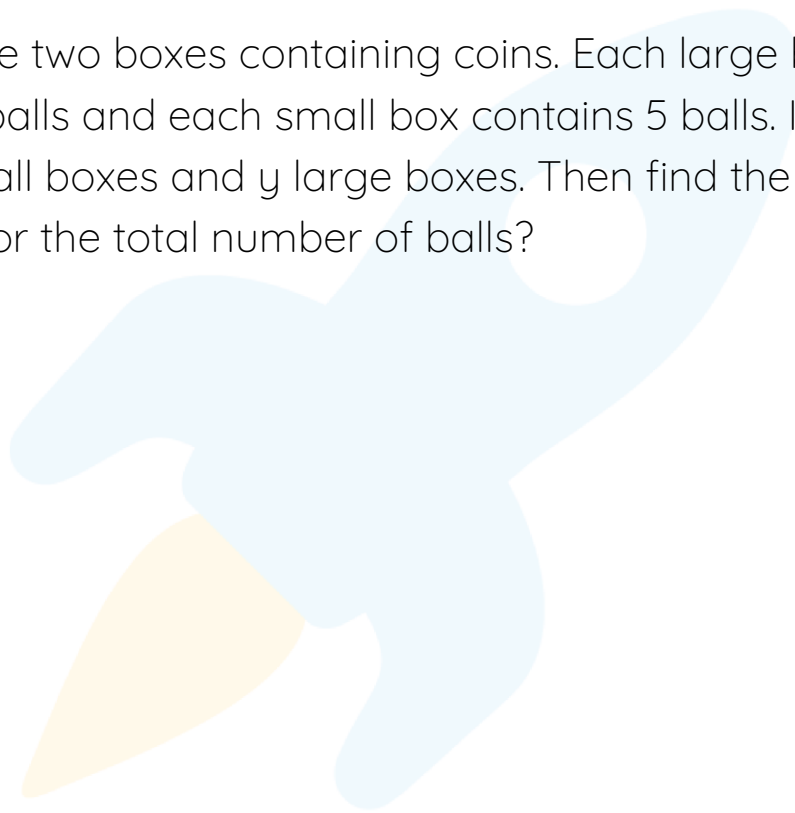 e two boxes containing coins. Each large
balls and each small box contains 5 balls.
all boxes and y large boxes. Then find the
or the total number of balls?